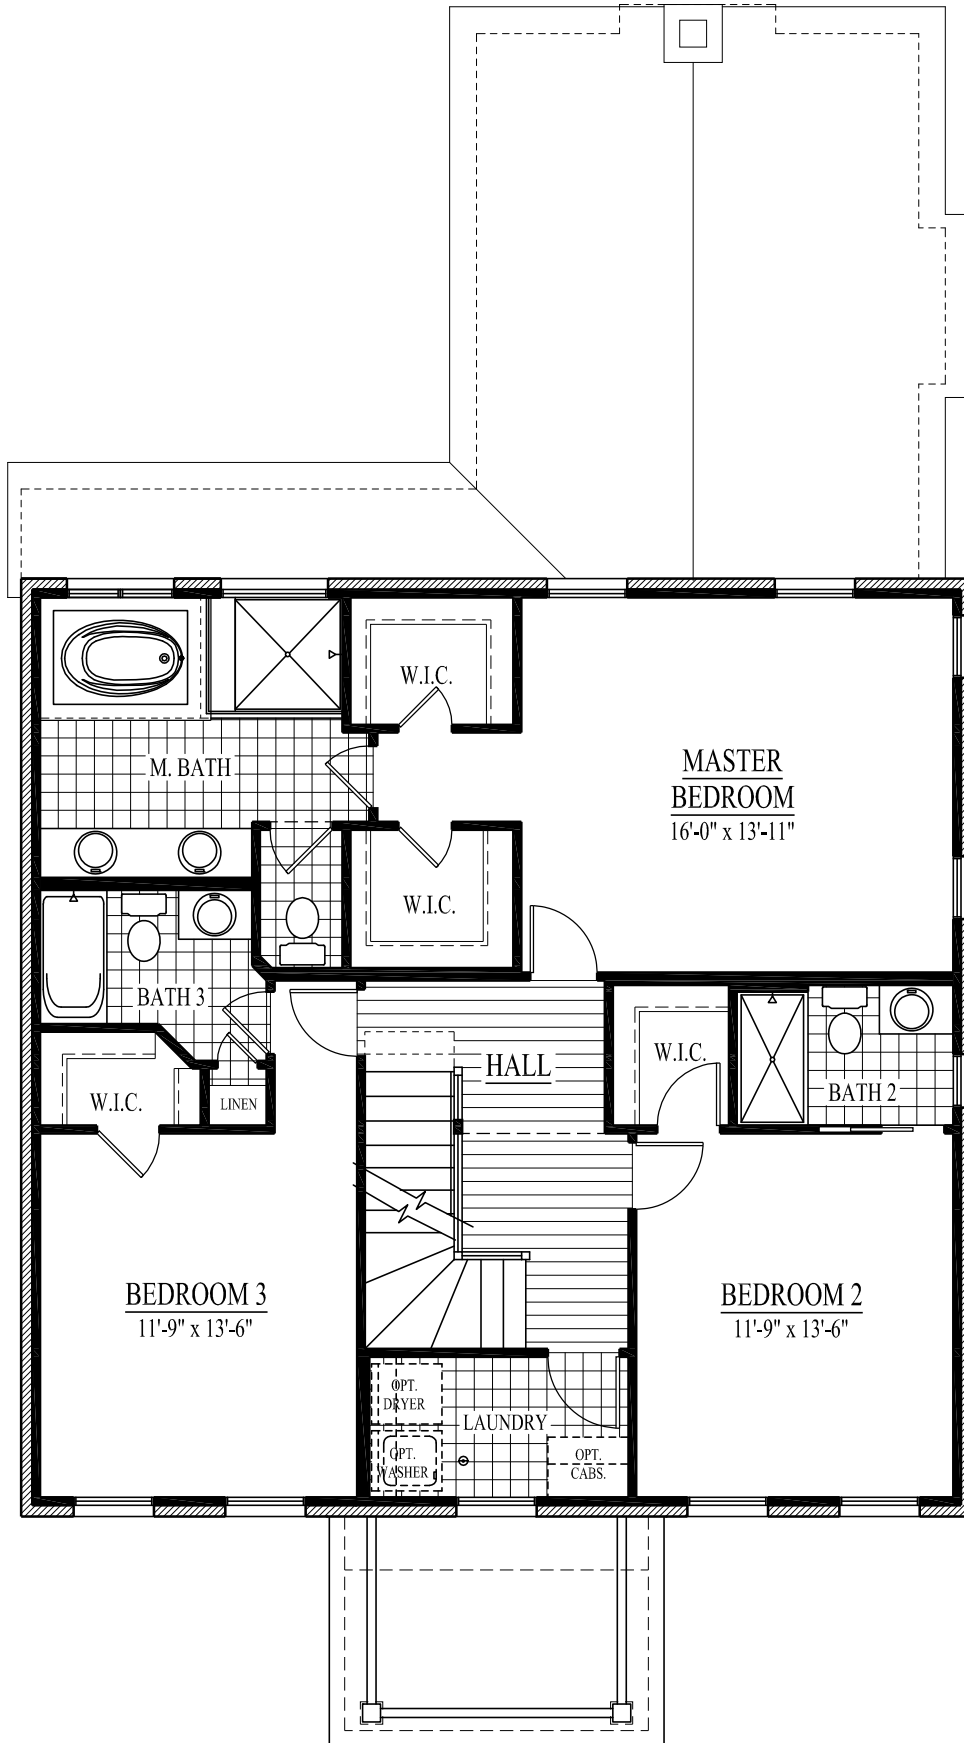 W.I.C.
M. BATH
MASTER
BEDROOM
16'-0" x 13'-11"
W.I.C.
BATH 3
HALL
W.I.C.
BATH 2
W.I.C.
LINEN
BEDROOM 3
11'-9" x 13'-6"
BEDROOM 2
11'-9" x 13'-6"
OPT.
DRYER
LAUNDRY
OPT.
WASHER
OPT.
CABS.